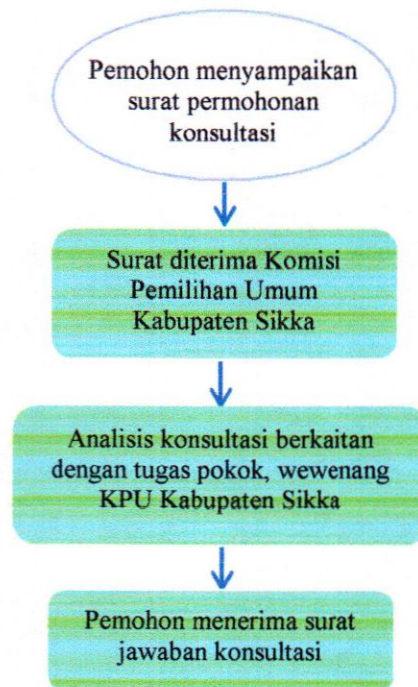 Pemohon menyampaikan
surat permohonan
konsultasi
Surat diterima Komisi
Pemilihan Umum
Kabupaten Sikka
Analisis konsultasi berkaitan
dengan tugas pokok, wewenang
KPU Kabupaten Sikka
Pemohon menerima surat
jawaban konsultasi